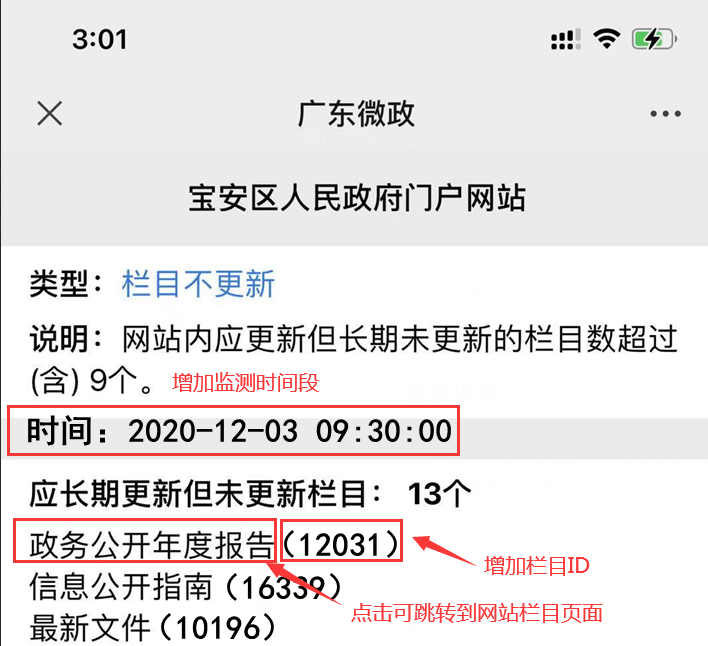 3:01
广东微政
宝安区人民政府门户网站
类型：栏目不更新
说明：网站内应更新但长期未更新的栏目数超过
(含) 9个。 增加监测时间段
时间：2020-12-03 09:30:00
应长期更新但未更新栏目： 13个
政务公开年度报告（12031）
增加栏目ID
信息公开指南（16339）
点击可跳转到网站栏目页面
最新文件（10196）